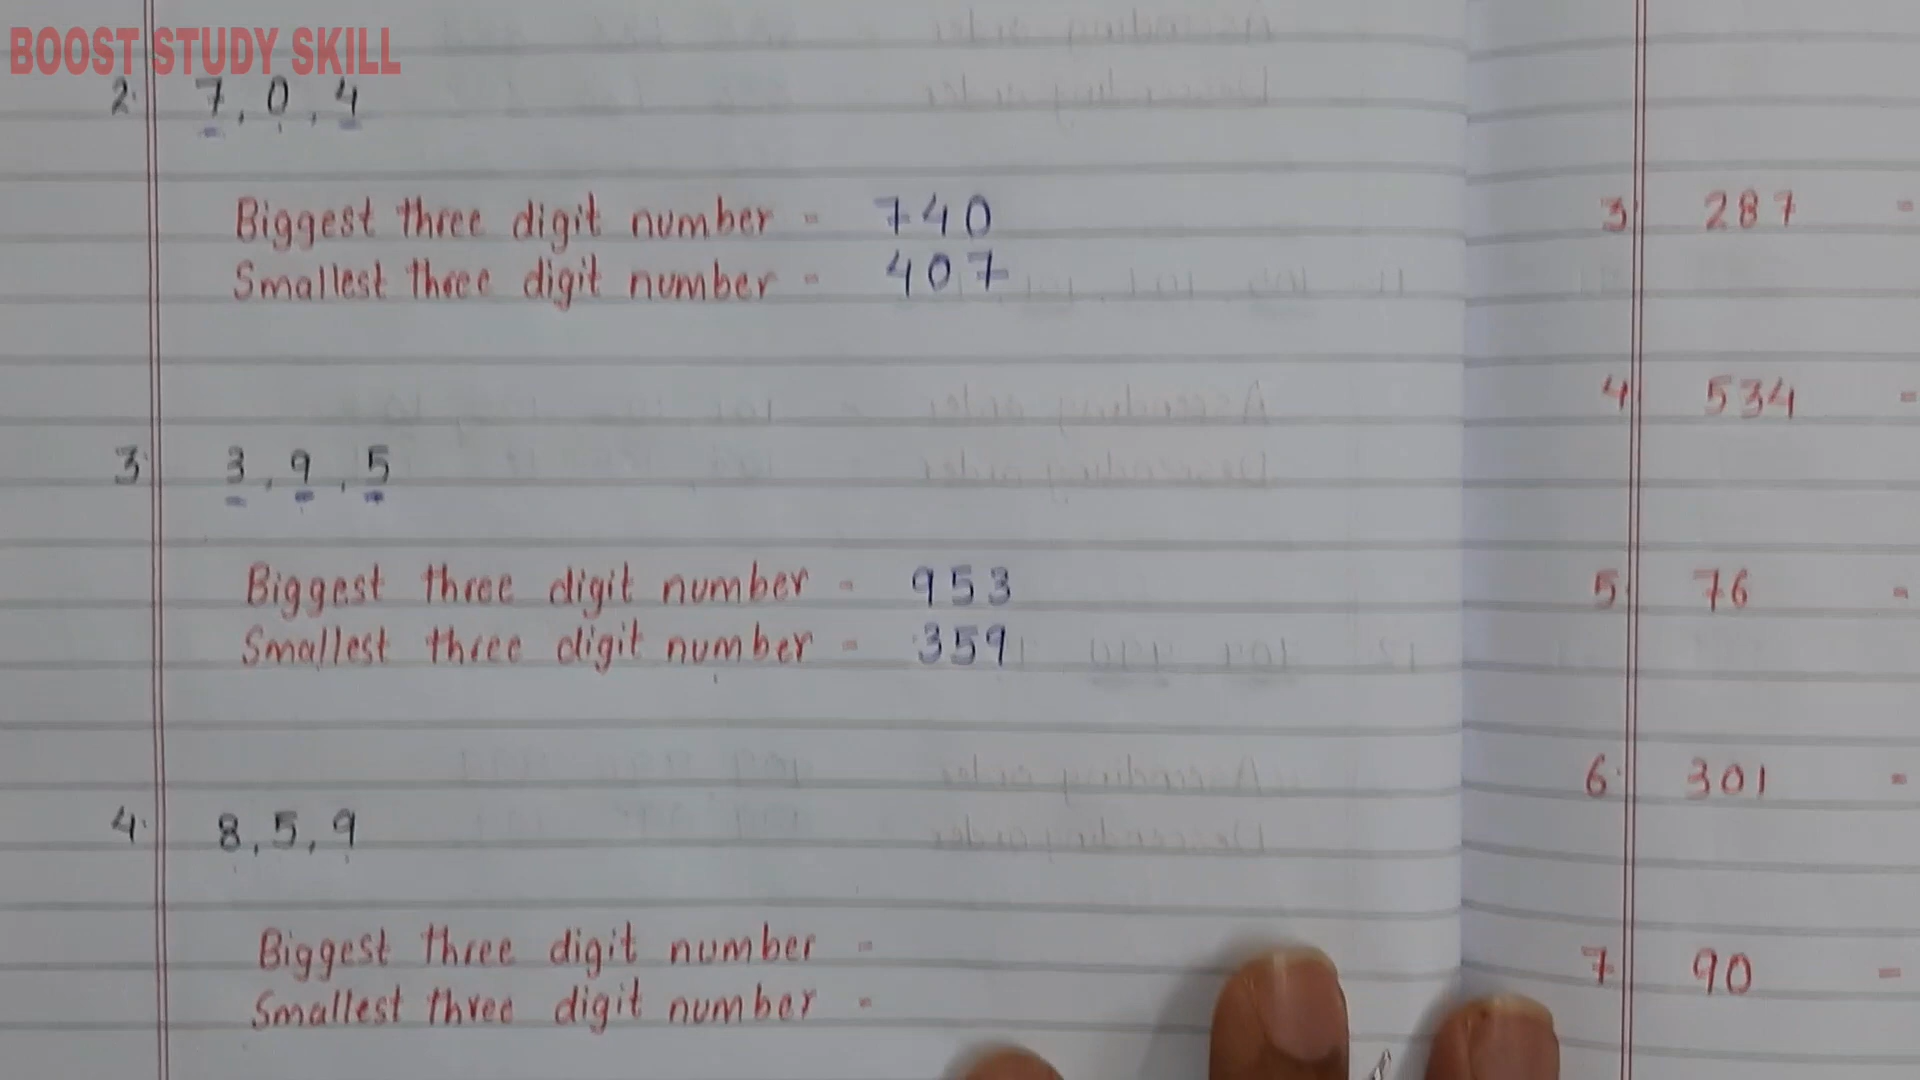 BOOST STUDY SKILL
2. 7, 0, 4
Biggest three digit number - 740
Smallest three digit number - 407
3. 3, 9, 5
Biggest three digit number - 953
Smallest three digit number - 359
4. 8, 5, 9
Biggest three digit number -
Smallest three digit number -
3 287 =
4 534 =
5 76 =
6. 301 =
7 90 =